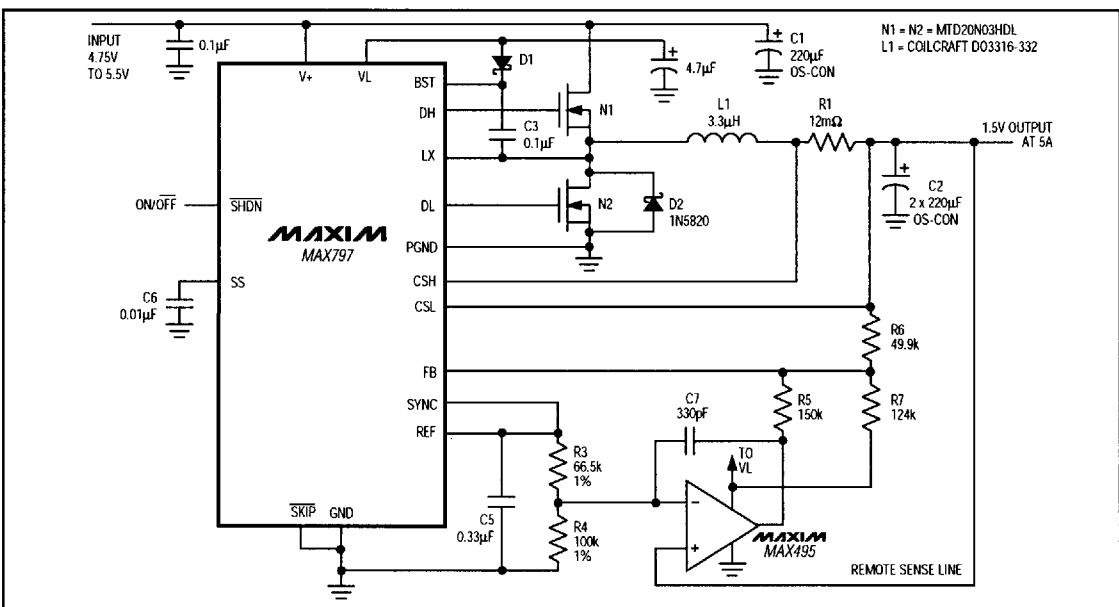 INPUT
4.75V
TO 5.5V
0.1μF
C1
220μF
OS-CON
N1 = N2 = MTD20N03HDL
L1 = COILCRAFT DO3316-332
V+
VL
D1
4.7μF
BST
DH
N1
C3
0.1μF
LX
L1
3.3μH
R1
12mΩ
1.5V OUTPUT
AT 5A
ON/OFF
SHDN
DL
N2
D2
1N5820
C2
2 x 220μF
OS-CON
MAXIM
MAX797
PGND
CSH
SS
C6
0.01μF
CSL
R6
49.9k
FB
SYNC
REF
C7
330pF
R5
150k
R7
124k
R3
66.5k
1%
TO
VL
SKIP
GND
C5
0.33μF
R4
100k
1%
−
+
MAXIM
MAX495
REMOTE SENSE LINE